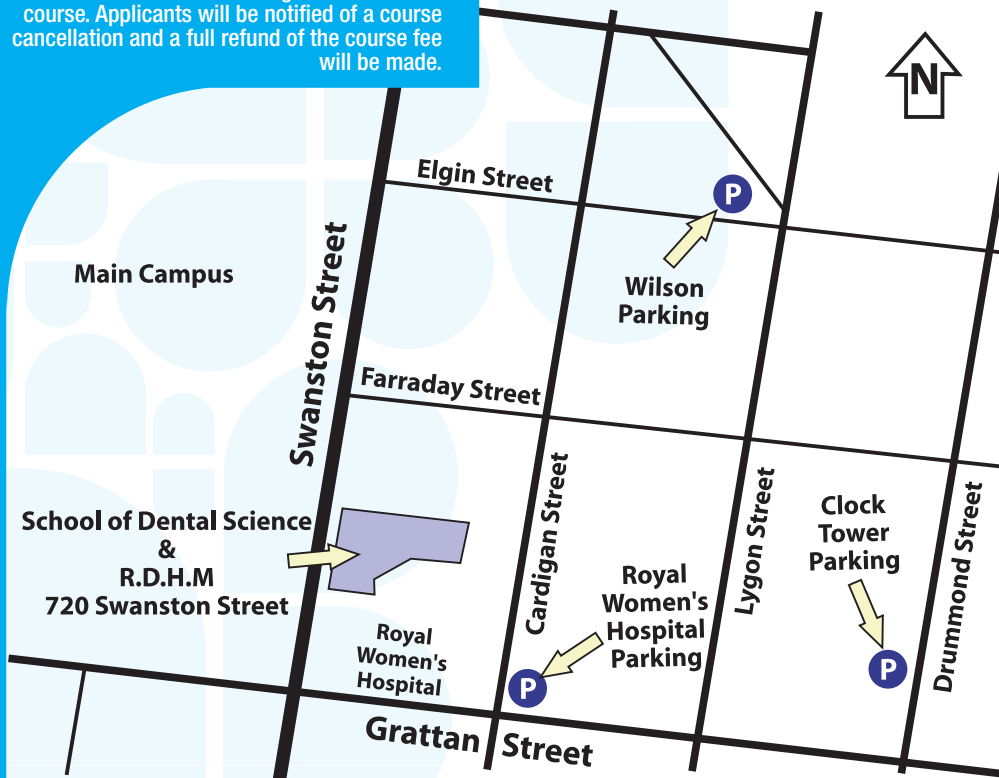 course. Applicants will be notified of a course
cancellation and a full refund of the course fee
will be made.
N
Elgin Street
P
Wilson
Parking
Main Campus
Swanston Street
Farraday Street
School of Dental Science
&
R.D.H.M
720 Swanston Street
Royal
Women's
Hospital
Cardigan Street
Royal
Women's
Hospital
Parking
P
Lygon Street
Clock
Tower
Parking
P
Drummond Street
Grattan Street